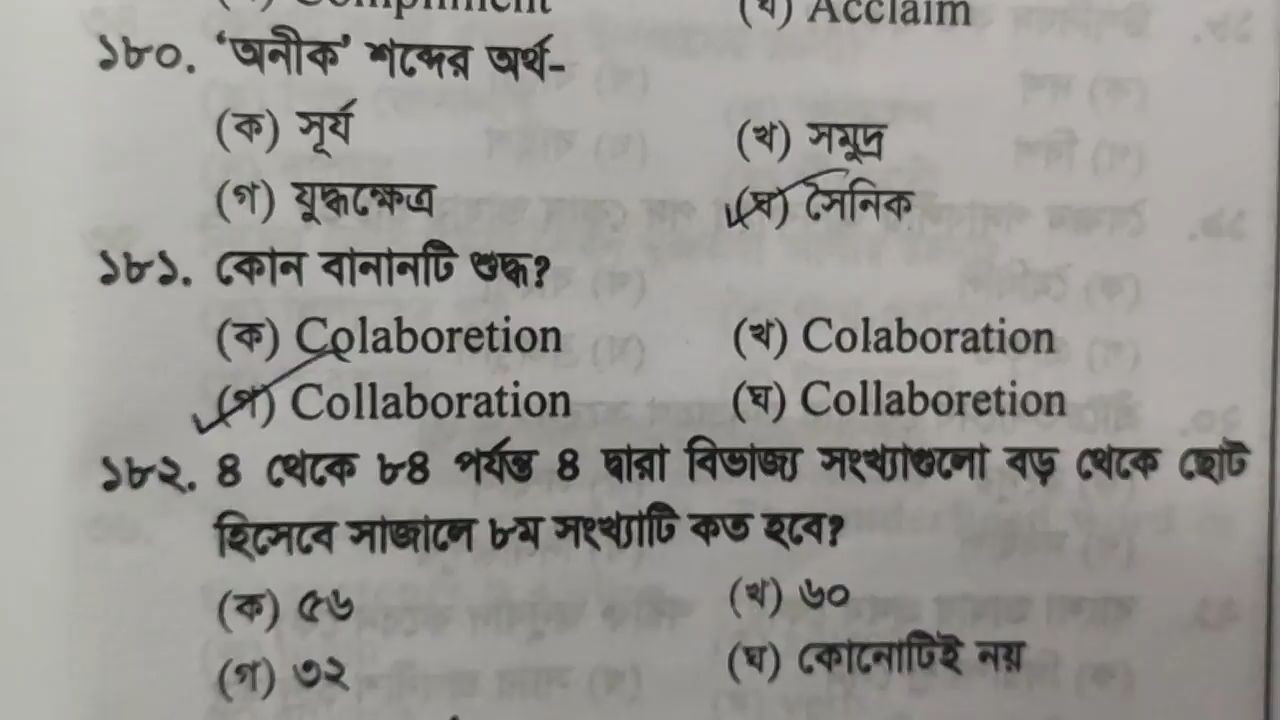 Compliment (ঘ) Acclaim
১৮০. ‘অনীক’ শব্দের অর্থ-
(ক) সূর্য (খ) সমুদ্র
(গ) যুদ্ধক্ষেত্র (ঘ) সৈনিক
১৮১. কোন বানানটি শুদ্ধ?
(ক) Colaboretion (খ) Colaboration
(গ) Collaboration (ঘ) Collaboretion
১৮২. ৪ থেকে ৮৪ পর্যন্ত ৪ দ্বারা বিভাজ্য সংখ্যাগুলো বড় থেকে ছোট
হিসেবে সাজালে ৮ম সংখ্যাটি কত হবে?
(ক) ৫৬ (খ) ৬০
(গ) ৩২ (ঘ) কোনোটিই নয়